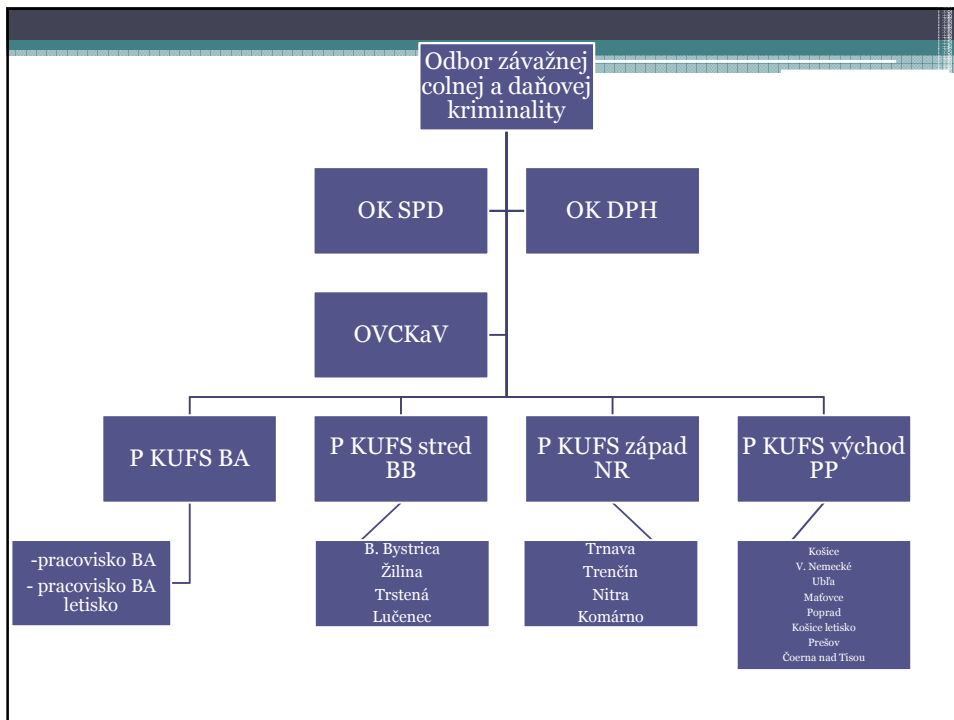 Odbor závažnej
colnej a daňovej
kriminality
OK SPD
OK DPH
OVCKaV
P KUFS BA
P KUFS stred
BB
P KUFS západ
NR
P KUFS východ
PP
-pracovisko BA
- pracovisko BA
letisko
B. Bystrica
Žilina
Trstená
Lučenec
Trnava
Trenčín
Nitra
Komárno
Košice
V. Nemecké
Ubľa
Maťovce
Poprad
Košice letisko
Prešov
Čoerna nad Tisou